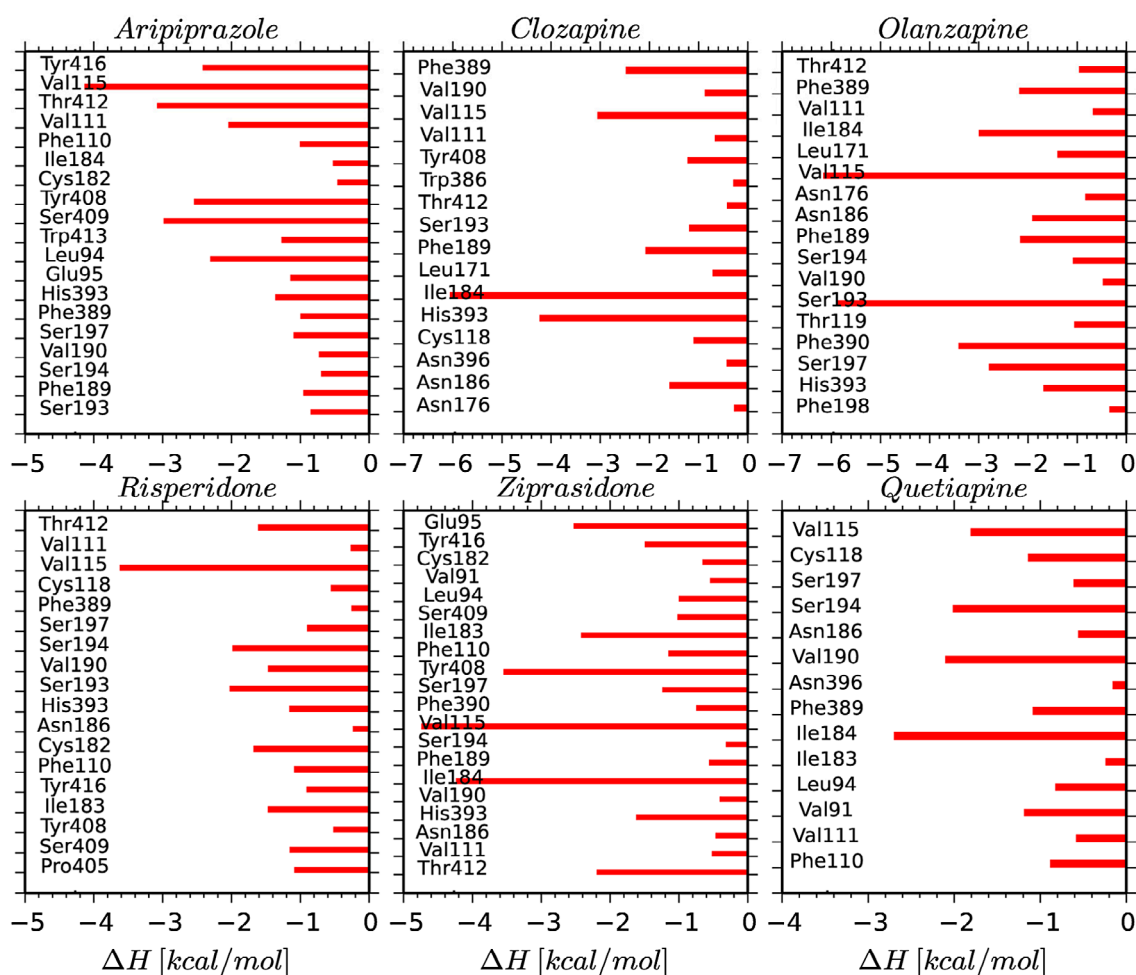 Aripiprazole
Tyr416
Val115
Thr412
Val111
Phe110
Ile184
Cys182
Tyr408
Ser409
Trp413
Leu94
Glu95
His393
Phe389
Ser197
Val190
Ser194
Phe189
Ser193
−5 −4 −3 −2 −1 0
Clozapine
Phe389
Val190
Val115
Val111
Tyr408
Trp386
Thr412
Ser193
Phe189
Leu171
Ile184
His393
Cys118
Asn396
Asn186
Asn176
−7 −6 −5 −4 −3 −2 −1 0
Olanzapine
Thr412
Phe389
Val111
Ile184
Leu171
Val115
Asn176
Asn186
Phe189
Ser194
Val190
Ser193
Thr119
Phe390
Ser197
His393
Phe198
−7 −6 −5 −4 −3 −2 −1 0
Risperidone
Thr412
Val111
Val115
Cys118
Phe389
Ser197
Ser194
Val190
Ser193
His393
Asn186
Cys182
Phe110
Tyr416
Ile183
Tyr408
Ser409
Pro405
−5 −4 −3 −2 −1 0
ΔH [kcal/mol]
Ziprasidone
Glu95
Tyr416
Cys182
Val91
Leu94
Ser409
Ile183
Phe110
Tyr408
Ser197
Phe390
Val115
Ser194
Phe189
Ile184
Val190
His393
Asn186
Val111
Thr412
−5 −4 −3 −2 −1 0
ΔH [kcal/mol]
Quetiapine
Val115
Cys118
Ser197
Ser194
Asn186
Val190
Asn396
Phe389
Ile184
Ile183
Leu94
Val91
Val111
Phe110
−4 −3 −2 −1 0
ΔH [kcal/mol]